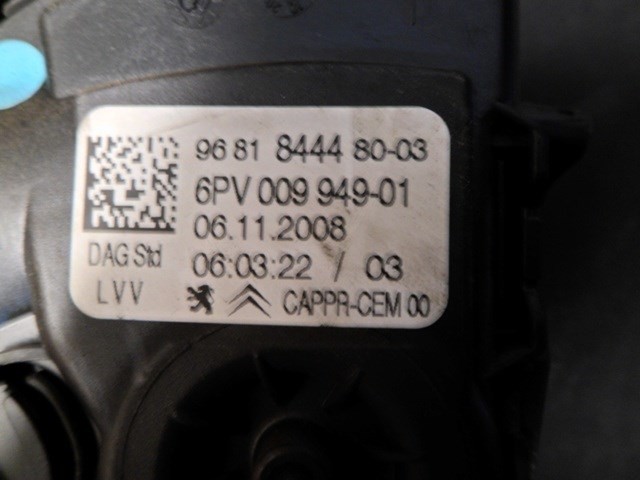 96 81 8444 80-03
6PV 009 949-01
06.11.2008
DAG Std 06:03:22 / 03
LVV CAPPR-CEM 00